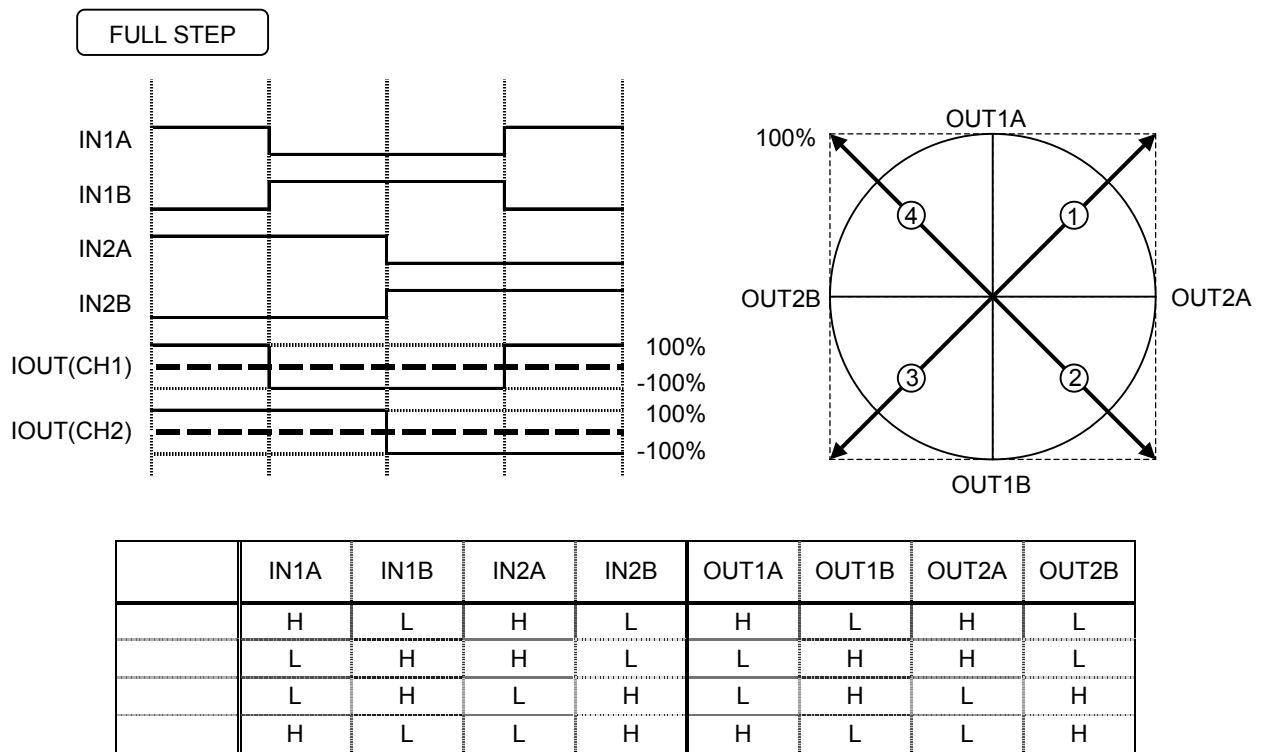 FULL STEP
IN1A
IN1B
IN2A
IN2B
IOUT(CH1)
100%
-100%
IOUT(CH2)
100%
-100%
OUT1A
100%
④ ①
OUT2B OUT2A
③ ②
OUT1B
IN1A IN1B IN2A IN2B OUT1A OUT1B OUT2A OUT2B
H L H L H L H L
L H H L L H H L
L H L H L H L H
H L L H H L L H